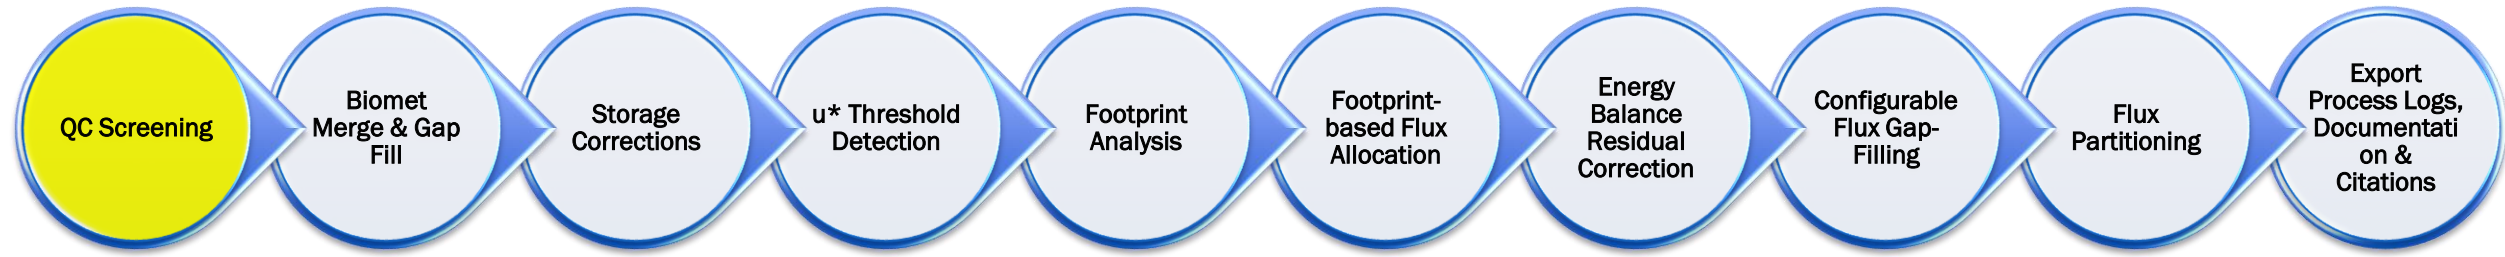 QC Screening
Biomet
Merge & Gap
Fill
Storage
Corrections
u* Threshold
Detection
Footprint
Analysis
Footprint-
based Flux
Allocation
Energy
Balance
Residual
Correction
Configurable
Flux Gap-
Filling
Flux
Partitioning
Export
Process Logs,
Documentati
on &
Citations